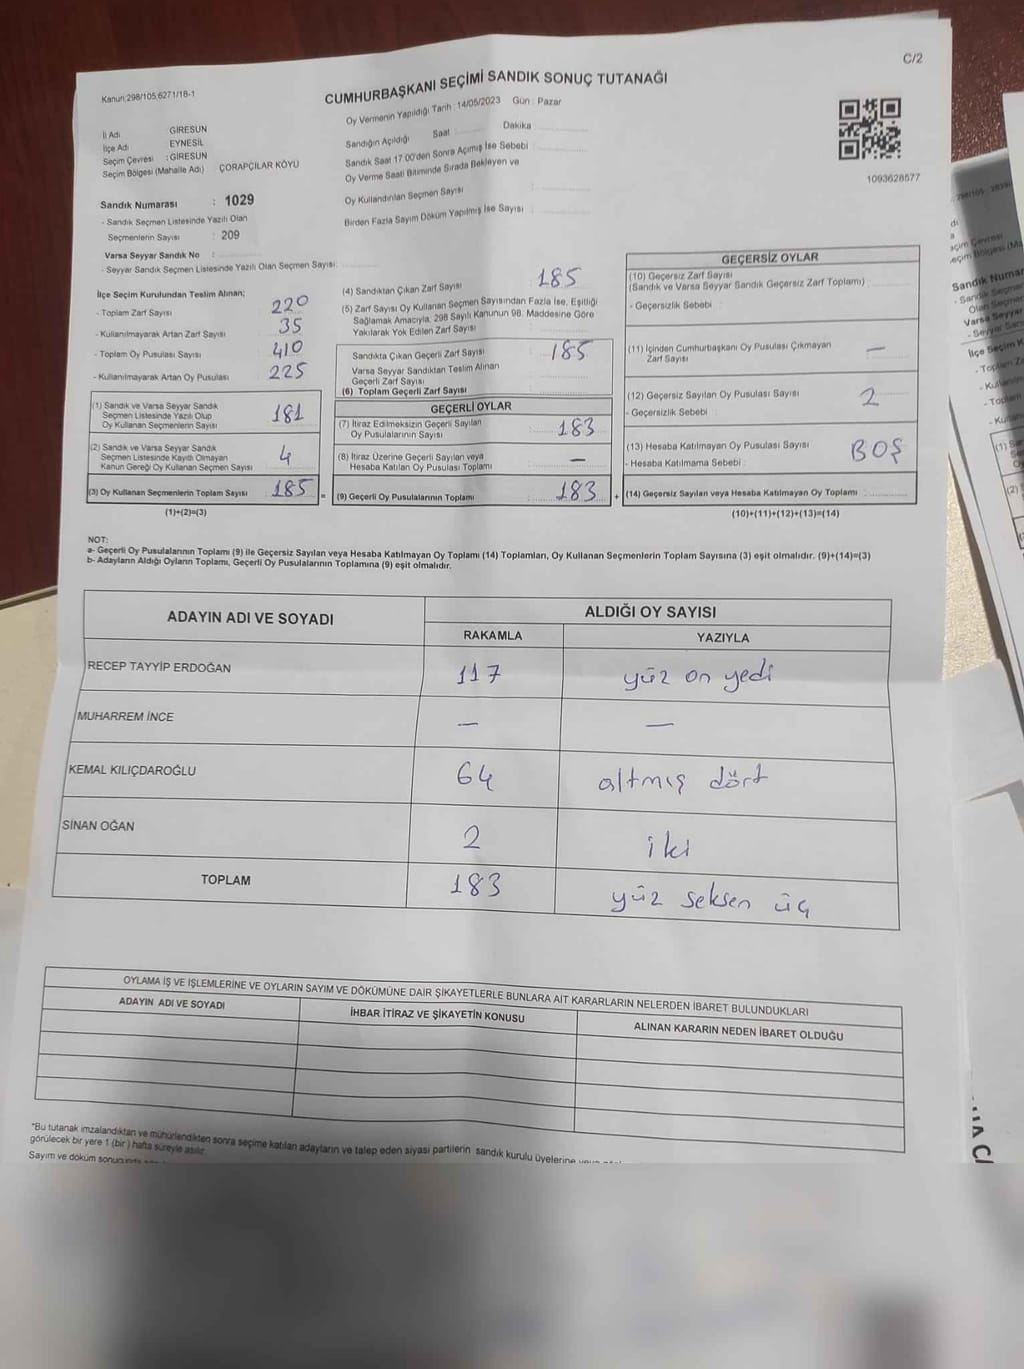 C/2
Kanun;298/105,6271/18-1
CUMHURBAŞKANI SEÇİMİ SANDIK SONUÇ TUTANAĞI
Oy Vermenin Yapıldığı Tarih : 14/05/2023 Gün : Pazar
İl Adı GİRESUN
İlçe Adı EYNESİL
Seçim Çevresi : GİRESUN
Seçim Bölgesi (Mahalle Adı) ÇORAPÇILAR KÖYÜ
Sandığın Açıldığı Saat Dakika
Sandık Saat 17.00'den Sonra Açımış İse Sebebi
Oy Verme Saati Bitiminde Sırada Bekleyen ve
Oy Kullandırılan Seçmen Sayısı
Birden Fazla Sayım Döküm Yapılmış İse Sayısı
1093628577
Sandık Numarası : 1029
- Sandık Seçmen Listesinde Yazılı Olan
Seçmenlerin Sayısı : 209
Varsa Seyyar Sandık No :
- Seyyar Sandık Seçmen Listesinde Yazılı Olan Seçmen Sayısı:
İlçe Seçim Kurulundan Teslim Alınan;
- Toplam Zarf Sayısı 220
- Kullanılmayarak Artan Zarf Sayısı 35
- Toplam Oy Pusulası Sayısı 410
- Kullanılmayarak Artan Oy Pusulası 225
(1) Sandık ve Varsa Seyyar Sandık
Seçmen Listesinde Yazılı Olup
Oy Kullanan Seçmenlerin Sayısı 181
(2) Sandık ve Varsa Seyyar Sandık
Seçmen Listesinde Kayıtlı Olmayan
Kanun Gereği Oy Kullanan Seçmen Sayısı 4
(3) Oy Kullanan Seçmenlerin Toplam Sayısı 185 =
(1)+(2)=(3)
(4) Sandıktan Çıkan Zarf Sayısı : 185
(5) Zarf Sayısı Oy Kullanan Seçmen Sayısından Fazla İse, Eşitliği
Sağlamak Amacıyla, 298 Sayılı Kanunun 98. Maddesine Göre
Yakılarak Yok Edilen Zarf Sayısı
Sandıkta Çıkan Geçerli Zarf Sayısı : 185
Varsa Seyyar Sandıktan Teslim Alınan
Geçerli Zarf Sayısı
(6) Toplam Geçerli Zarf Sayısı
GEÇERLİ OYLAR
(7) İtiraz Edilmeksizin Geçerli Sayılan
Oy Pusulalarının Sayısı 183
(8) İtiraz Üzerine Geçerli Sayılan veya
Hesaba Katılan Oy Pusulası Toplamı —
(9) Geçerli Oy Pusulalarının Toplamı 183 +
GEÇERSİZ OYLAR
(10) Geçersiz Zarf Sayısı
(Sandık ve Varsa Seyyar Sandık Geçersiz Zarf Toplamı) :
- Geçersizlik Sebebi :
(11) İçinden Cumhurbaşkanı Oy Pusulası Çıkmayan
Zarf Sayısı —
(12) Geçersiz Sayılan Oy Pusulası Sayısı 2
- Geçersizlik Sebebi :
(13) Hesaba Katılmayan Oy Pusulası Sayısı BOŞ
- Hesaba Katılmama Sebebi :
(14) Geçersiz Sayılan veya Hesaba Katılmayan Oy Toplamı
(10)+(11)+(12)+(13)=(14)
NOT:
a- Geçerli Oy Pusulalarının Toplamı (9) ile Geçersiz Sayılan veya Hesaba Katılmayan Oy Toplamı (14) Toplamları, Oy Kullanan Seçmenlerin Toplam Sayısına (3) eşit olmalıdır. (9)+(14)=(3)
b- Adayların Aldığı Oyların Toplamı, Geçerli Oy Pusulalarının Toplamına (9) eşit olmalıdır.
ADAYIN ADI VE SOYADI ALDIĞI OY SAYISI
RAKAMLA YAZIYLA
RECEP TAYYİP ERDOĞAN 117 yüz on yedi
MUHARREM İNCE — —
KEMAL KILIÇDAROĞLU 64 altmış dört
SİNAN OĞAN 2 iki
TOPLAM 183 yüz seksen üç
OYLAMA İŞ VE İŞLEMLERİNE VE OYLARIN SAYIM VE DÖKÜMÜNE DAİR ŞİKAYETLERLE BUNLARA AİT KARARLARIN NELERDEN İBARET BULUNDUKLARI
ADAYIN ADI VE SOYADI İHBAR İTİRAZ VE ŞİKAYETİN KONUSU ALINAN KARARIN NEDEN İBARET OLDUĞU
*Bu tutanak imzalandıktan ve mühürlendikten sonra seçime katılan adayların ve talep eden siyasi partilerin sandık kurulu üyelerine
görülecek bir yere 1 (bir) hafta süreyle asılır.
Sayım ve döküm